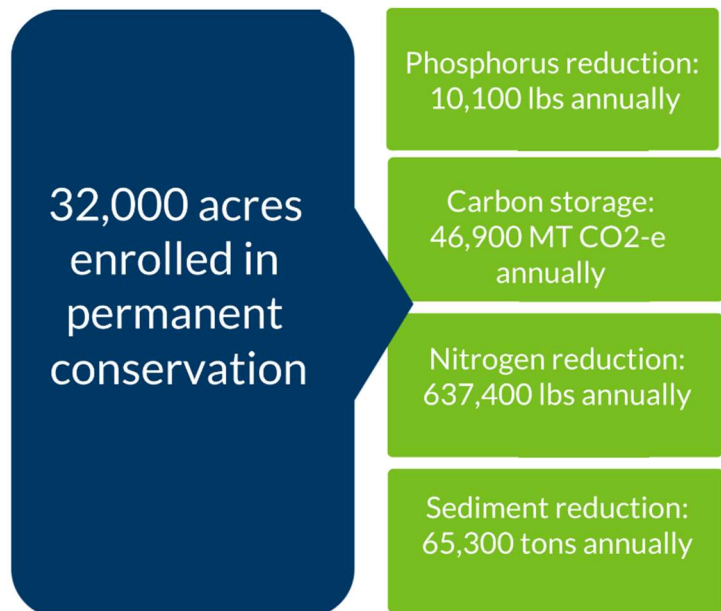 32,000 acres
enrolled in
permanent
conservation
Phosphorus reduction:
10,100 lbs annually
Carbon storage:
46,900 MT CO2-e
annually
Nitrogen reduction:
637,400 lbs annually
Sediment reduction:
65,300 tons annually